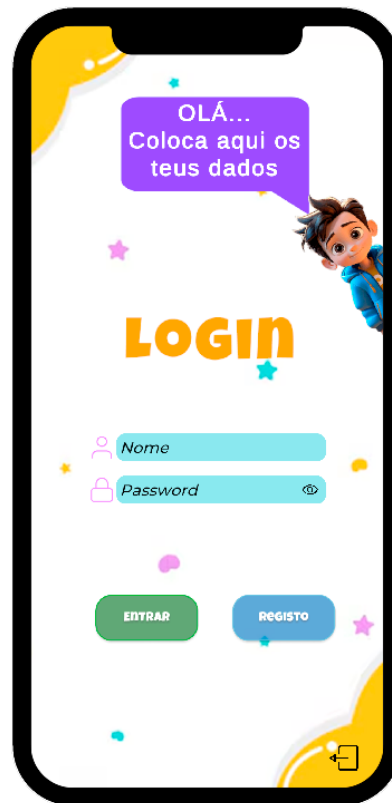 OLÁ...
Coloca aqui os
teus dados
LOGIN
Nome
Password
ENTRAR
REGISTO